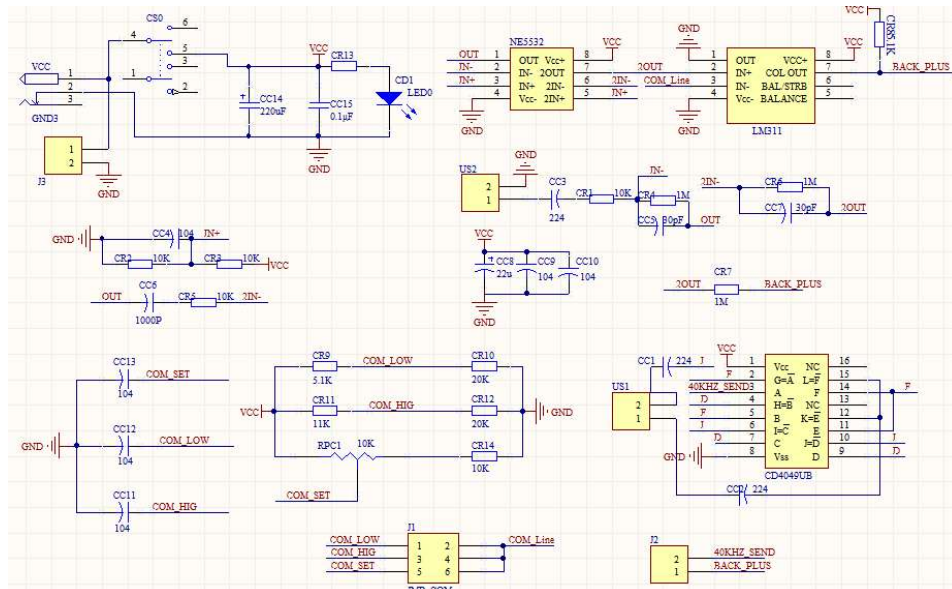 CS0
6
4
5
3
1
2
VCC
1
2
3
GND3
VCC
CR13
CD1
LED0
CC14
220uF
CC15
0.1µF
GND
1
2
J3
GND
NE5532
OUT 1 OUT Vcc+ 8 VCC
IN- 2 IN- 2OUT 7 2OUT
IN+ 3 IN+ 2IN- 6 2IN-
4 Vcc- 2IN+ 5 IN+
GND
GND
VCC
VCC
1 OUT VCC+ 8
2 IN+ COL OUT 7 BACK_PLUS
COM_Line 3 IN- BAL/STRB 6
4 Vcc- BALANCE 5
LM311
GND
US2
2
1
GND
CC3
224
CR1
10K
IN-
CR4
1M
CC5
30pF
OUT
2IN-
CR6
1M
CC7
30pF
2OUT
CC4
104
IN+
GND
CR2
10K
CR3
10K
VCC
OUT
CC6
1000P
CR5
10K
2IN-
VCC
CC8
22u
CC9
104
CC10
104
GND
CR7
2OUT
BACK_PLUS
1M
CC13
COM_SET
104
CC12
COM_LOW
104
GND
CC11
COM_HIG
104
CR9
COM_LOW
CR10
5.1K
20K
VCC
CR11
COM_HIG
CR12
11K
20K
GND
RPC1
10K
CR14
10K
COM_SET
CC1
224
US1
2
1
VCC
J 1 Vcc NC 16
F 2 G=A L=F 15
40KHZ_SEND 3 A F 14 F
D 4 H=B NC 13
F 5 B K=E 12
J 6 I=C E 11
D 7 C J=D 10 J
GND 8 Vss D 9 D
CD4049UB
224
J1
COM_LOW 1 2 COM_Line
COM_HIG 3 4
COM_SET 5 6
J2
2 40KHZ_SEND
1 BACK_PLUS